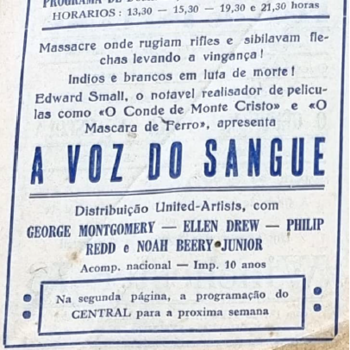 HORARIOS: 13,30 — 15,30 — 19,30 e 21,30 horas
Massacre onde rugiam rifles e sibilavam fle-
chas levando a vingança!
Indios e brancos em luta de morte!
Edward Small, o notavel realisador de pelicu-
las como «O Conde de Monte Cristo» e «O
Mascara de Ferro», apresenta
A VOZ DO SANGUE
Distribuição United-Artists, com
GEORGE MONTGOMERY — ELLEN DREW — PHILIP
REDD e NOAH BEERY JUNIOR
Acomp. nacional — Imp. 10 anos
Na segunda página, a programação do
CENTRAL para a proxima semana